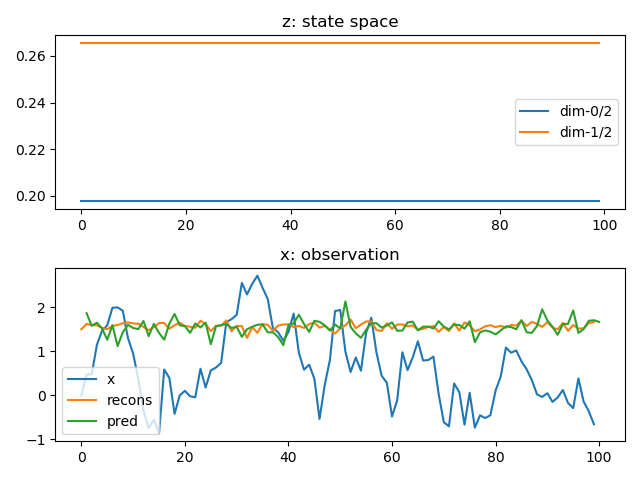 z: state space
0.26
0.24
0.22
0.20
dim-0/2
dim-1/2
0 20 40 60 80 100
x: observation
2
1
0
−1
x
recons
pred
0 20 40 60 80 100